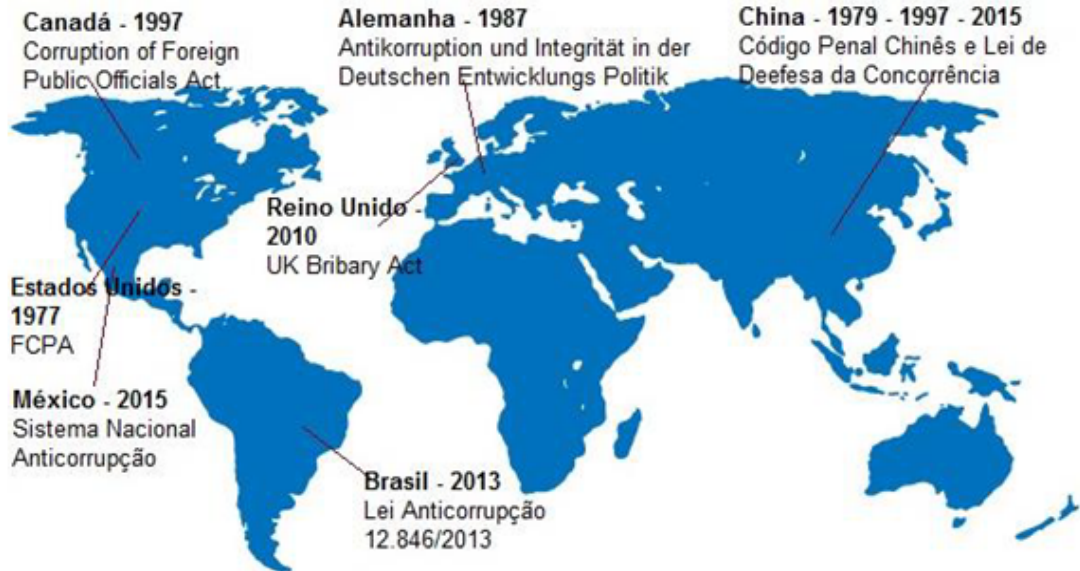 Canadá - 1997
Corruption of Foreign
Public Officials Act
Alemanha - 1987
Antikorruption und Integrität in der
Deutschen Entwicklungs Politik
China - 1979 - 1997 - 2015
Código Penal Chinês e Lei de
Deefesa da Concorrência
Reino Unido -
2010
UK Bribary Act
Estados Unidos -
1977
FCPA
México - 2015
Sistema Nacional
Anticorrupção
Brasil - 2013
Lei Anticorrupção
12.846/2013